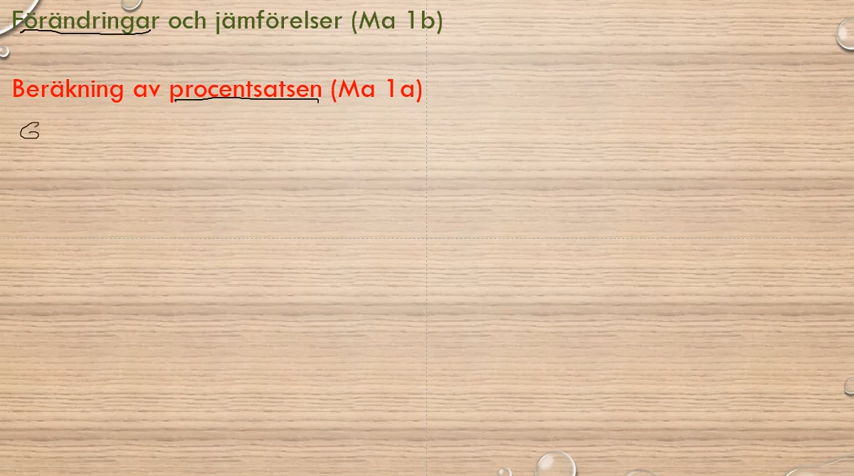 Förändringar och jämförelser (Ma 1b)
Beräkning av procentsatsen (Ma 1a)
G